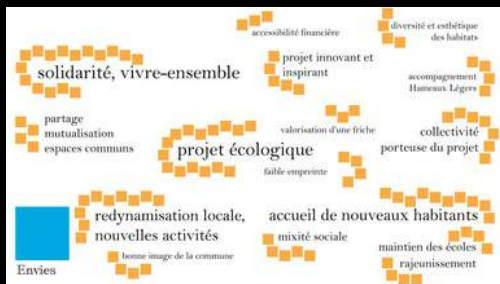 accessibilité financière
diversité et esthétique
des habitats
solidarité, vivre-ensemble
projet innovant et
inspirant
accompagnement
Hameaux Légers
partage
mutualisation
espaces communs
valorisation d'une friche
collectivité
porteuse du projet
projet écologique
faible empreinte
redynamisation locale,
nouvelles activités
accueil de nouveaux habitants
mixité sociale
bonne image de la commune
maintien des écoles
rajeunissement
Envies